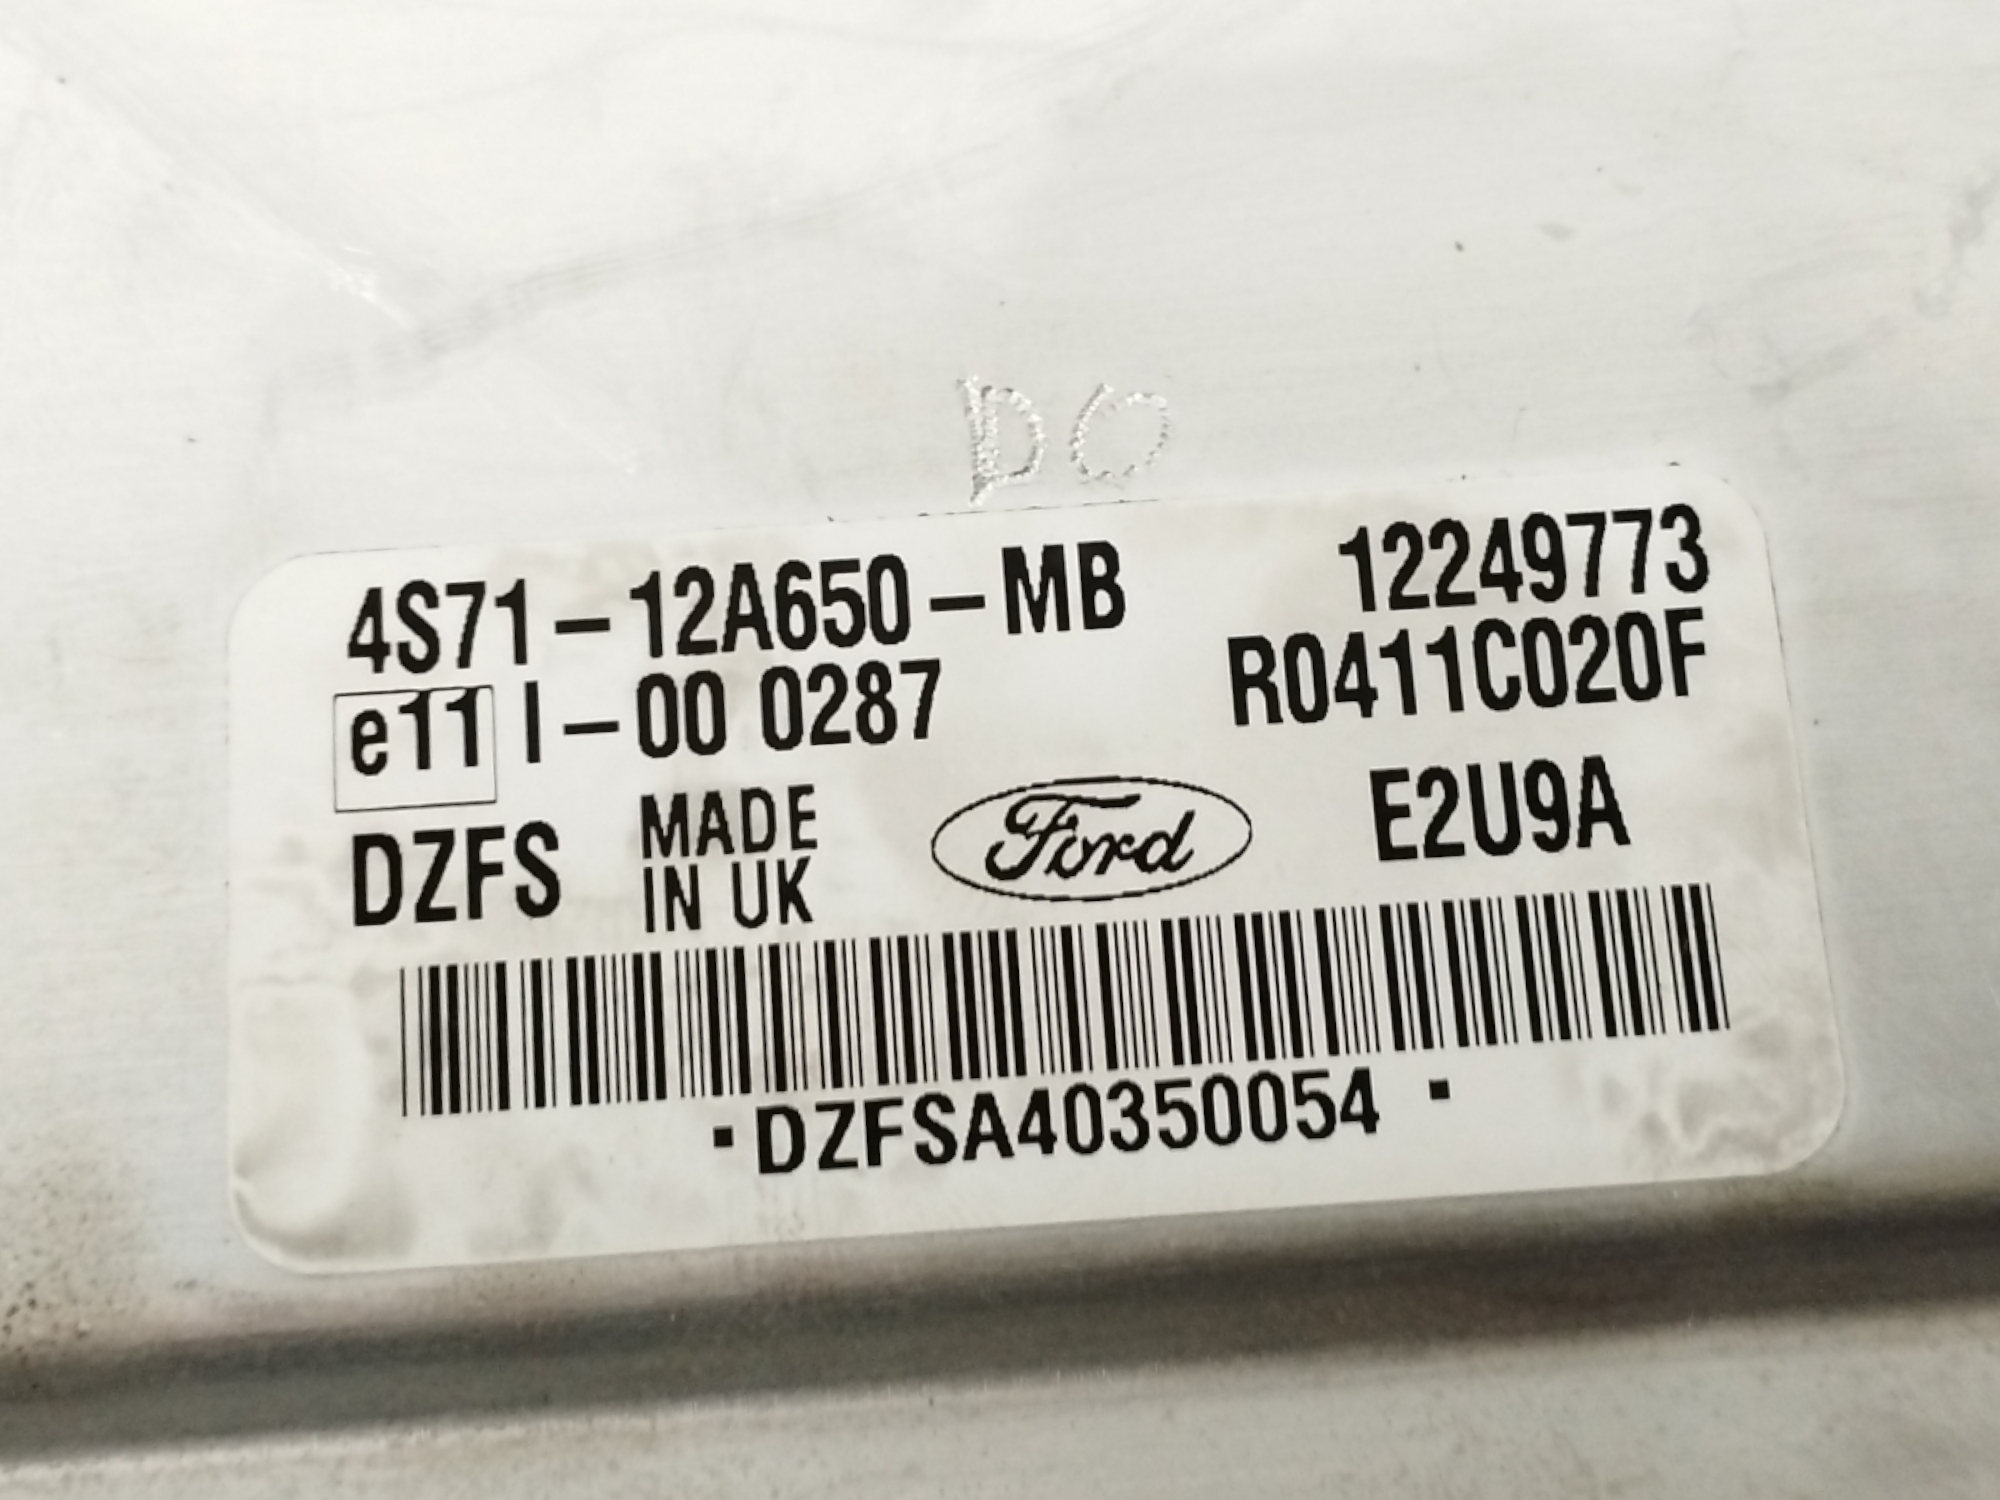 DO
4S71-12A650-MB 12249773
e11 I-00 0287 R0411C020F
DZFS MADE IN UK Ford E2U9A
·DZFSA40350054 ·